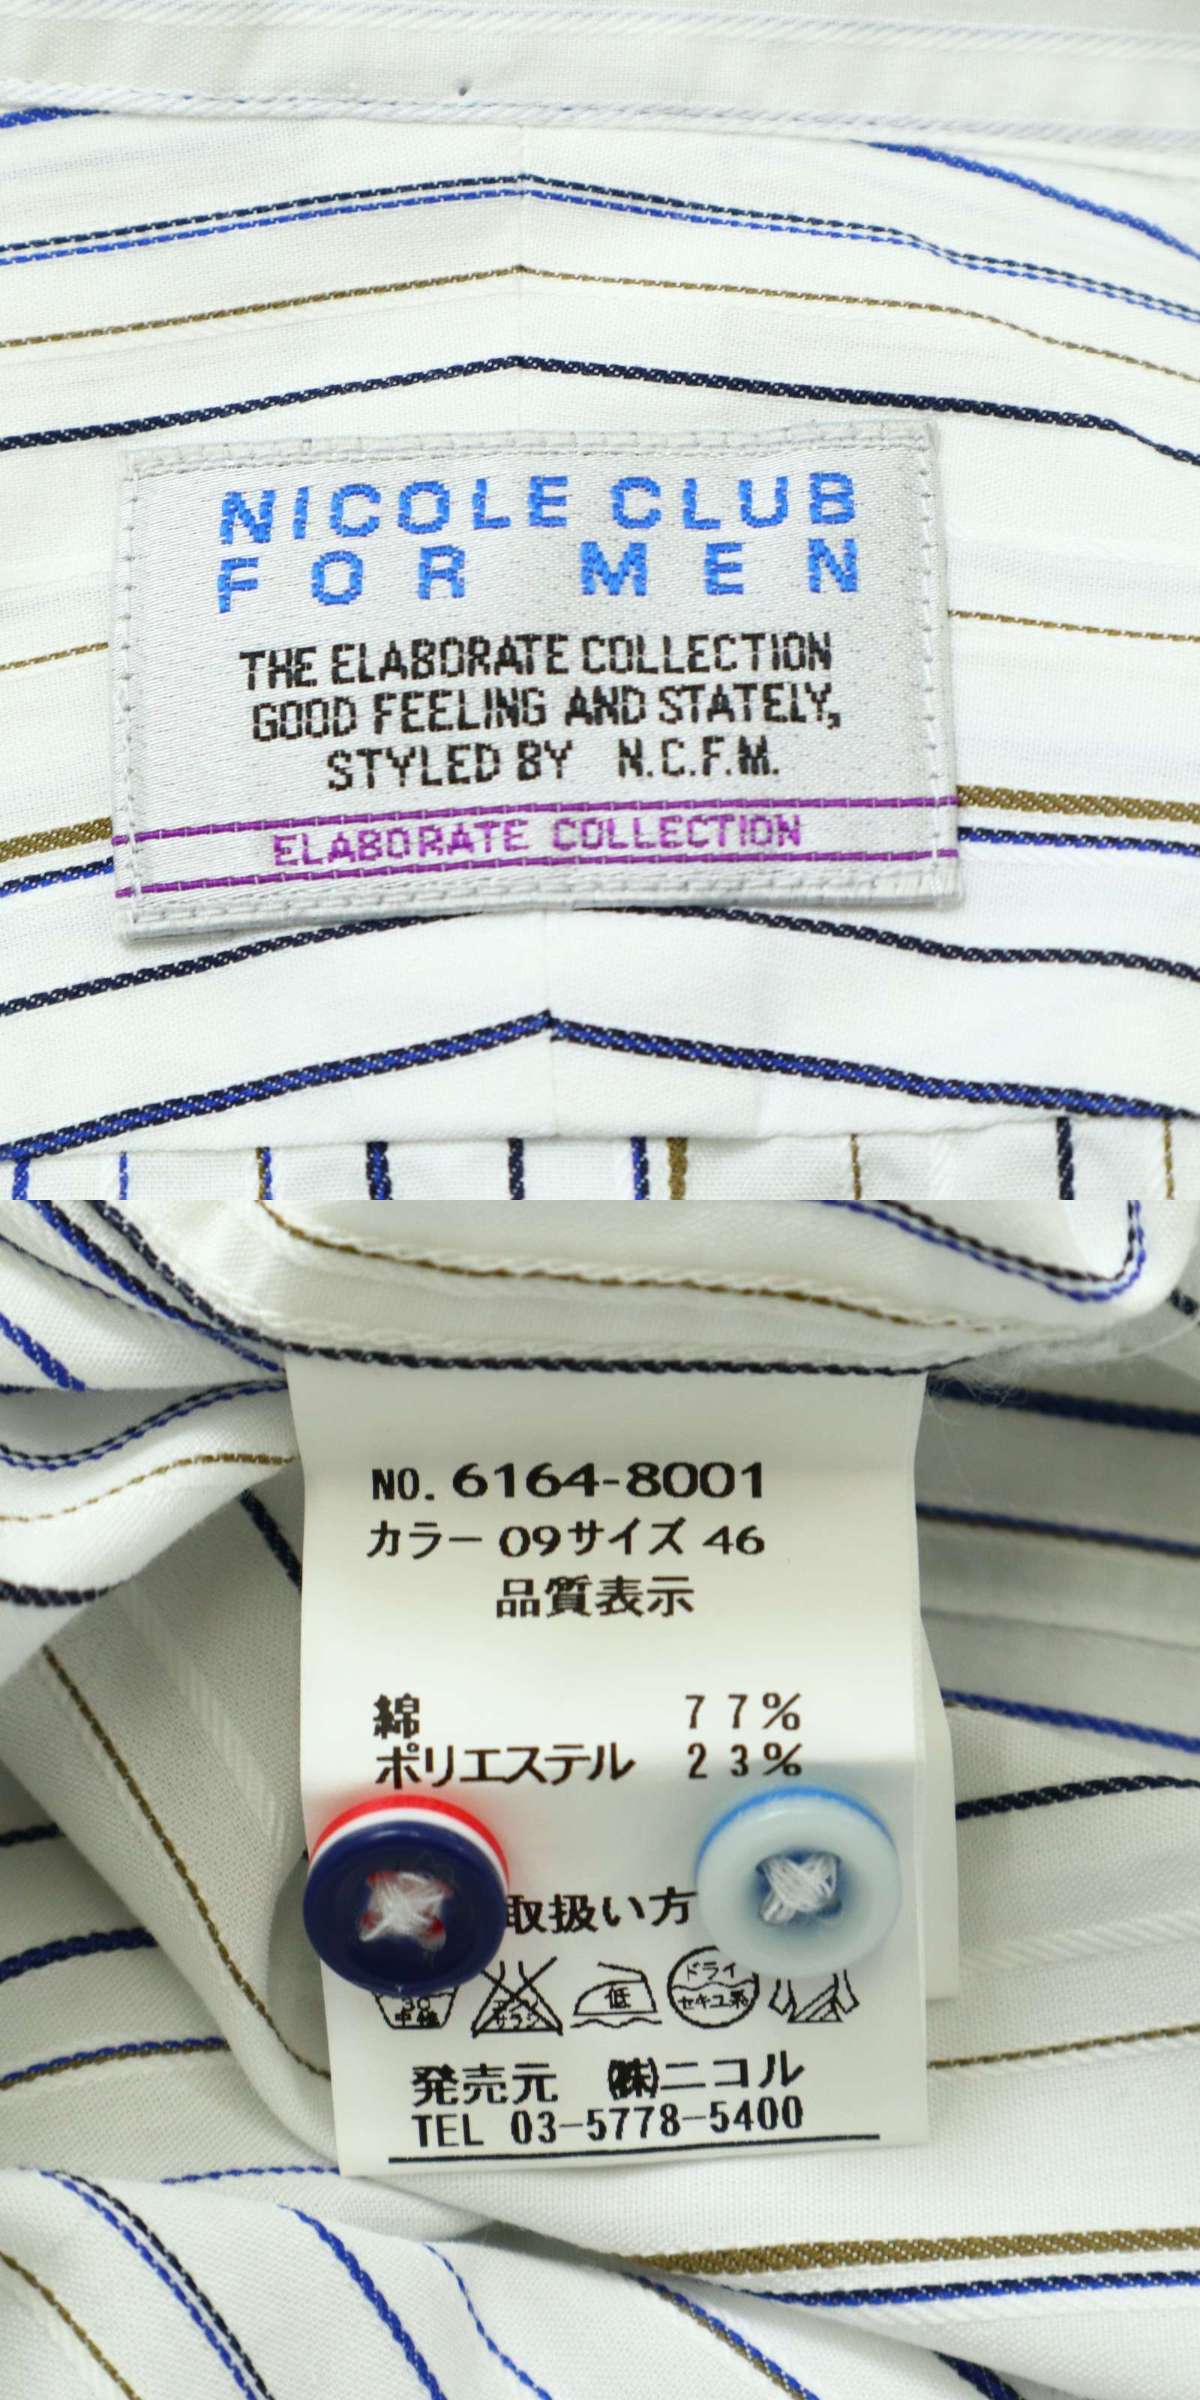 NICOLE CLUB
FOR MEN
THE ELABORATE COLLECTION
GOOD FEELING AND STATELY,
STYLED BY N.C.F.M.
ELABORATE COLLECTION
NO. 6164-8001
カラー 09 サイズ 46
品質表示
綿 77%
ポリエステル 23%
取扱い方
低
ドライ
セキユ系
発売元 ㈱ニコル
TEL 03-5778-5400